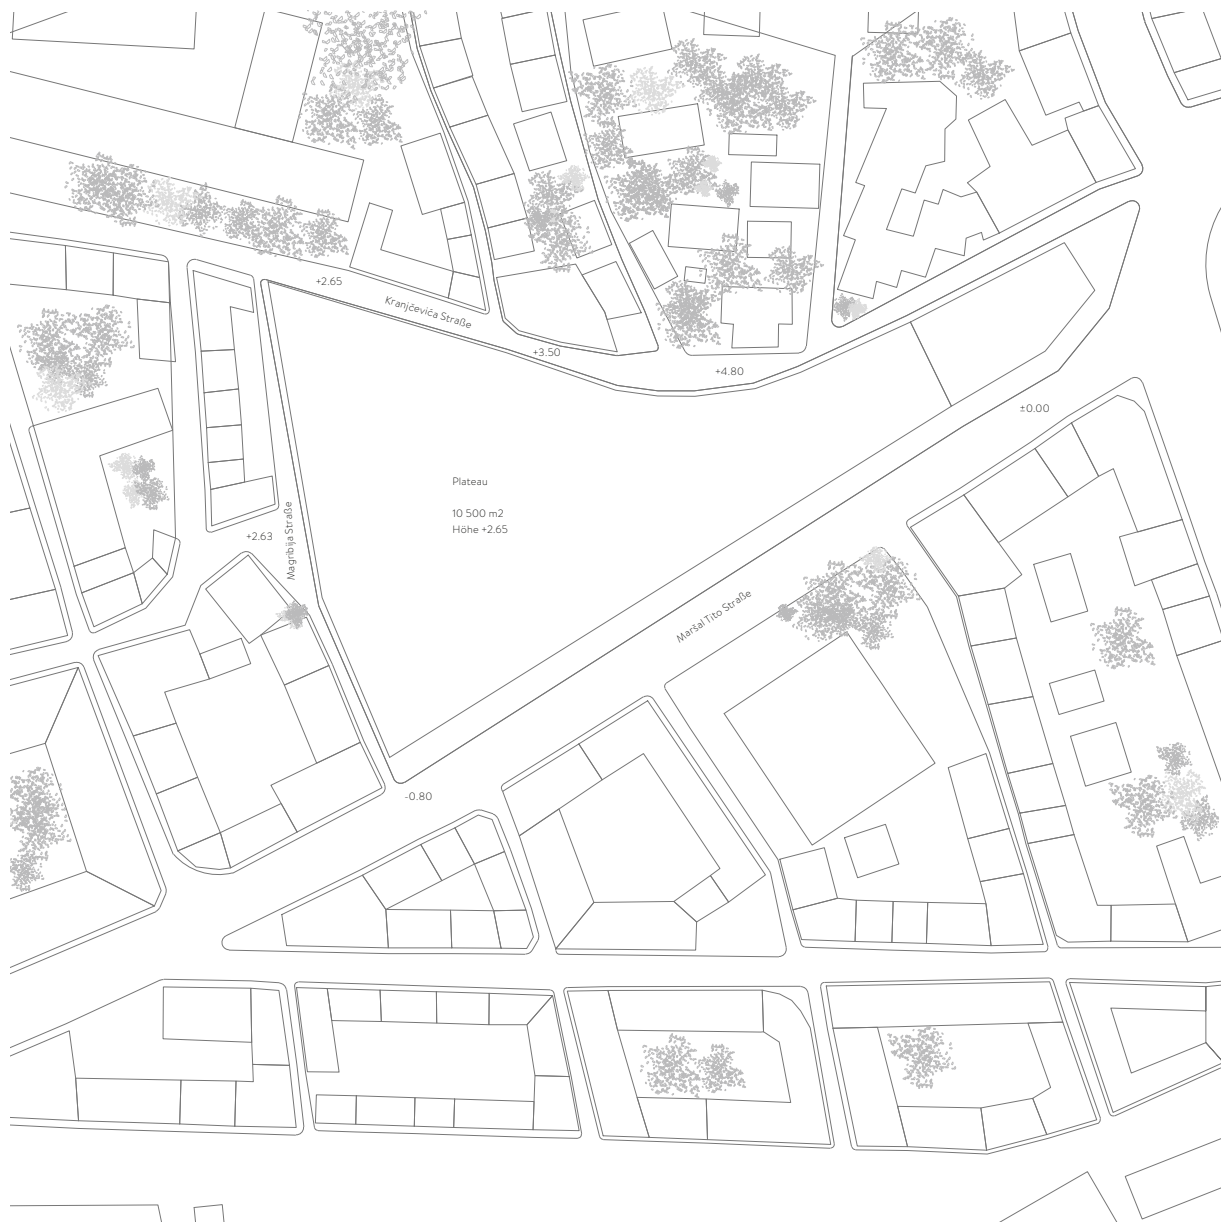 +2.65
Kranjčevića Straße
+3.50
+4.80
±0.00
Plateau
10 500 m2
Höhe +2.65
+2.63
Magribija Straße
Maršal Tito Straße
-0.80